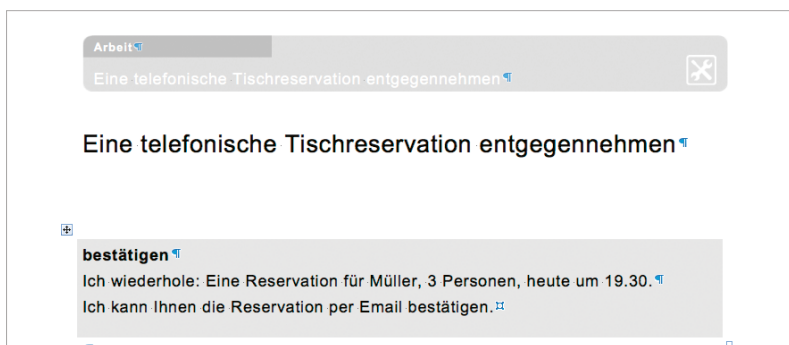 Arbeit
Eine telefonische Tischreservation entgegennehmen
Eine telefonische Tischreservation entgegennehmen
bestätigen
Ich wiederhole: Eine Reservation für Müller, 3 Personen, heute um 19.30.
Ich kann Ihnen die Reservation per Email bestätigen.